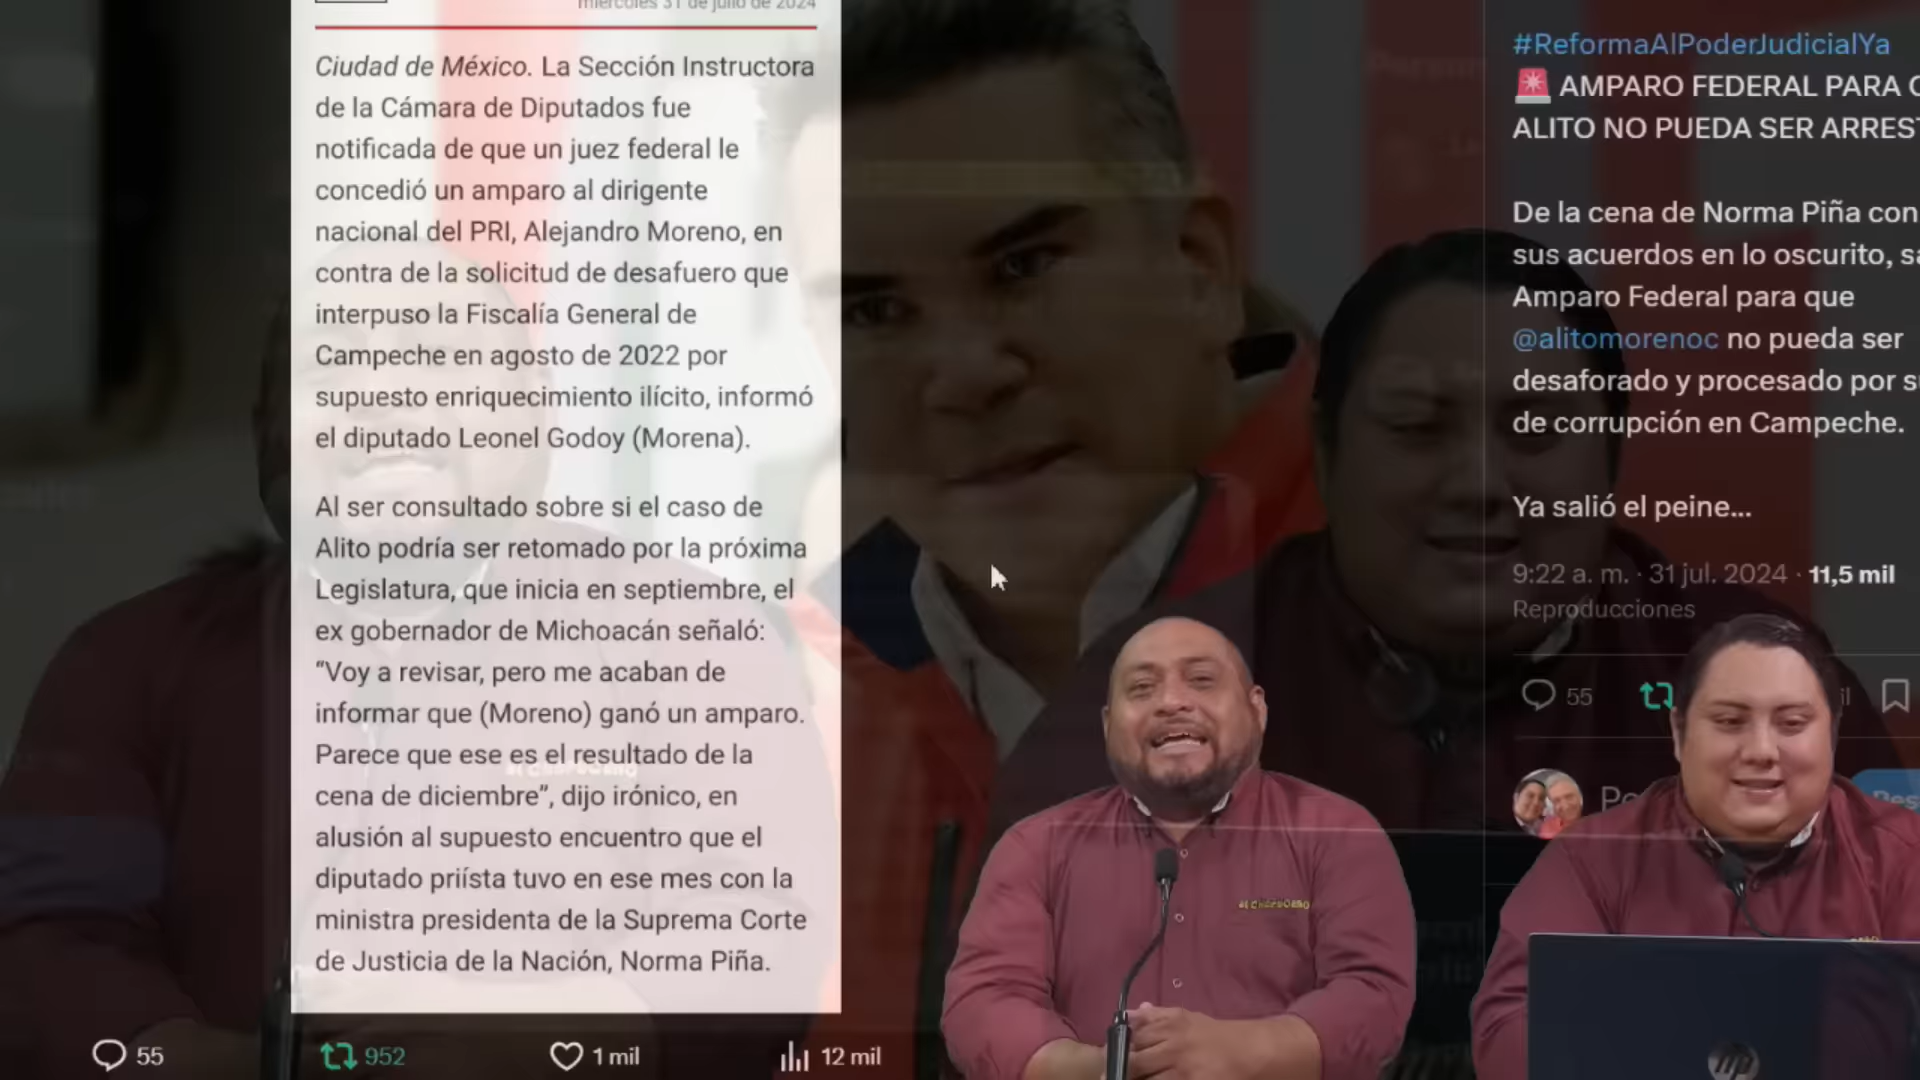 miércoles 31 de julio de 2024
Ciudad de México. La Sección Instructora
de la Cámara de Diputados fue
notificada de que un juez federal le
concedió un amparo al dirigente
nacional del PRI, Alejandro Moreno, en
contra de la solicitud de desafuero que
interpuso la Fiscalía General de
Campeche en agosto de 2022 por
supuesto enriquecimiento ilícito, informó
el diputado Leonel Godoy (Morena).
Al ser consultado sobre si el caso de
Alito podría ser retomado por la próxima
Legislatura, que inicia en septiembre, el
ex gobernador de Michoacán señaló:
“Voy a revisar, pero me acaban de
informar que (Moreno) ganó un amparo.
Parece que ese es el resultado de la
cena de diciembre”, dijo irónico, en
alusión al supuesto encuentro que el
diputado priísta tuvo en ese mes con la
ministra presidenta de la Suprema Corte
de Justicia de la Nación, Norma Piña.
55 952 1 mil 12 mil
#ReformaAlPoderJudicialYa
🚨 AMPARO FEDERAL PARA
ALITO NO PUEDA SER
De la cena de Norma Piña con
sus acuerdos en lo oscurito,
Amparo Federal para que
@alitomorenoc no pueda ser
desaforado y procesado por
de corrupción en Campeche.
Ya salió el peine...
9:22 a. m. · 31 jul. 2024 · 11,5 mil
Reproducciones
55
hp